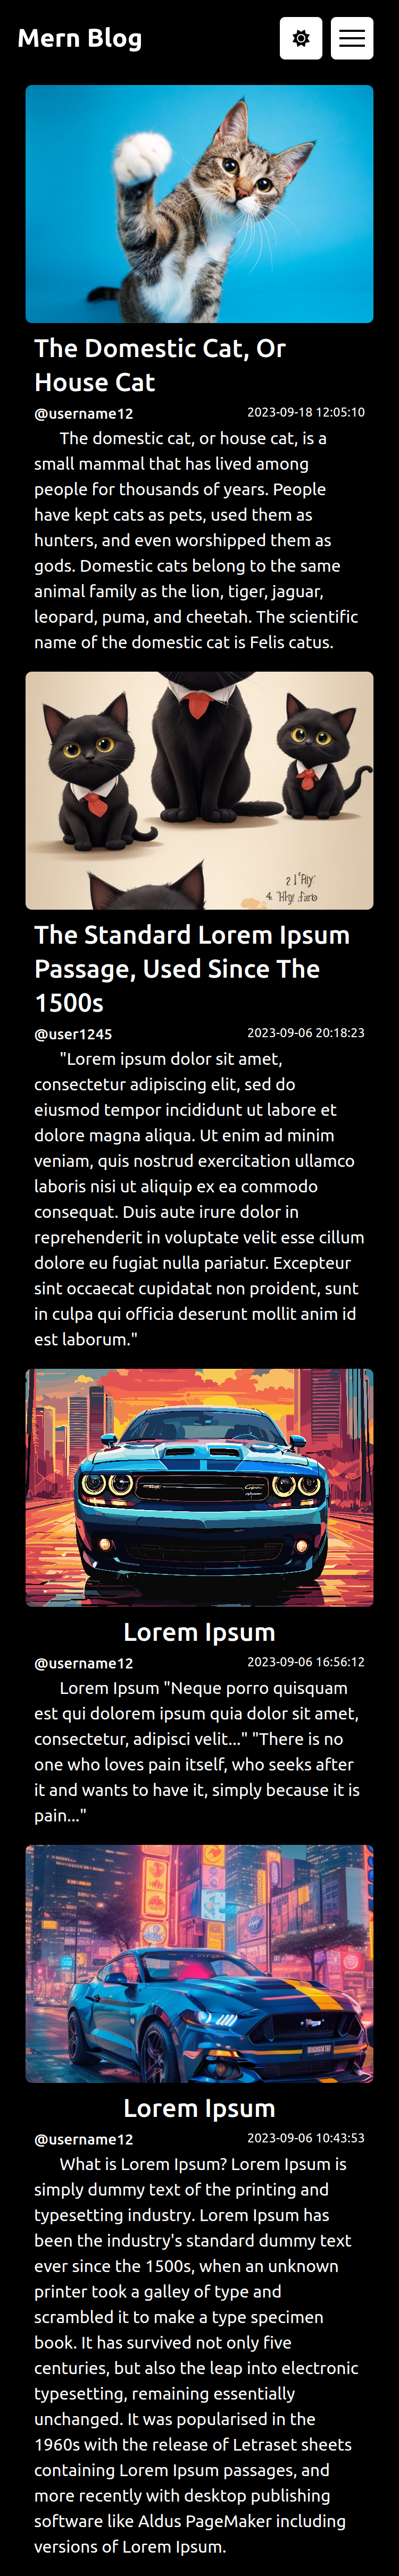 Mern Blog
The Domestic Cat, Or
House Cat
@username12 2023-09-18 12:05:10
The domestic cat, or house cat, is a
small mammal that has lived among
people for thousands of years. People
have kept cats as pets, used them as
hunters, and even worshipped them as
gods. Domestic cats belong to the same
animal family as the lion, tiger, jaguar,
leopard, puma, and cheetah. The scientific
name of the domestic cat is Felis catus.
The Standard Lorem Ipsum
Passage, Used Since The
1500s
@user1245 2023-09-06 20:18:23
"Lorem ipsum dolor sit amet,
consectetur adipiscing elit, sed do
eiusmod tempor incididunt ut labore et
dolore magna aliqua. Ut enim ad minim
veniam, quis nostrud exercitation ullamco
laboris nisi ut aliquip ex ea commodo
consequat. Duis aute irure dolor in
reprehenderit in voluptate velit esse cillum
dolore eu fugiat nulla pariatur. Excepteur
sint occaecat cupidatat non proident, sunt
in culpa qui officia deserunt mollit anim id
est laborum."
Lorem Ipsum
@username12 2023-09-06 16:56:12
Lorem Ipsum "Neque porro quisquam
est qui dolorem ipsum quia dolor sit amet,
consectetur, adipisci velit..." "There is no
one who loves pain itself, who seeks after
it and wants to have it, simply because it is
pain..."
Lorem Ipsum
@username12 2023-09-06 10:43:53
What is Lorem Ipsum? Lorem Ipsum is
simply dummy text of the printing and
typesetting industry. Lorem Ipsum has
been the industry's standard dummy text
ever since the 1500s, when an unknown
printer took a galley of type and
scrambled it to make a type specimen
book. It has survived not only five
centuries, but also the leap into electronic
typesetting, remaining essentially
unchanged. It was popularised in the
1960s with the release of Letraset sheets
containing Lorem Ipsum passages, and
more recently with desktop publishing
software like Aldus PageMaker including
versions of Lorem Ipsum.